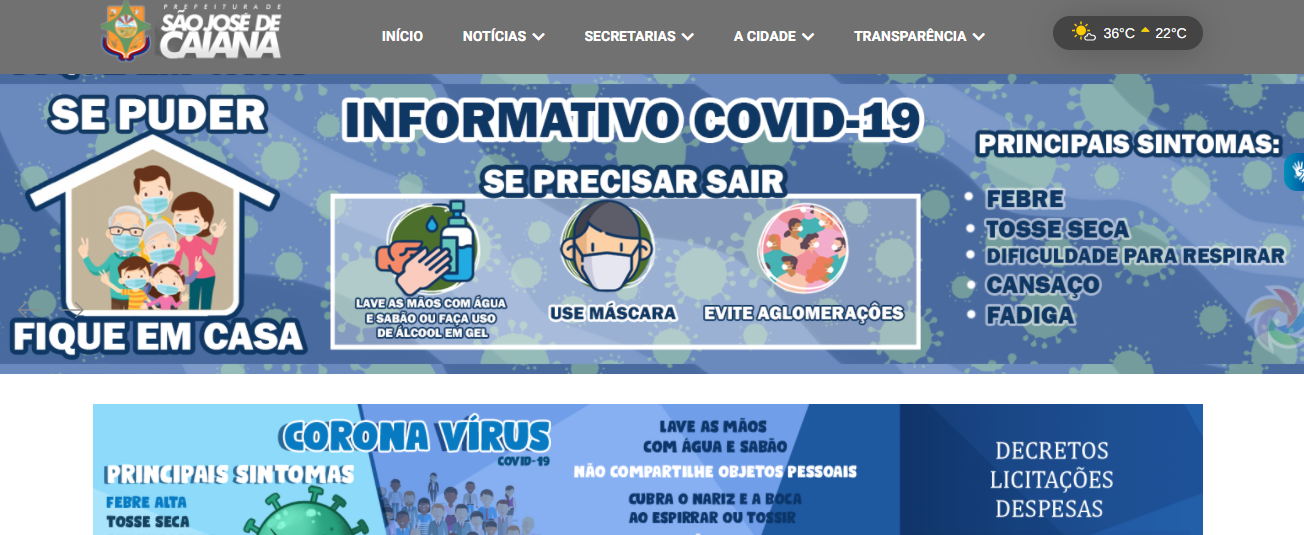 PREFEITURA DE
SÃO JOSÉ DE
CAIANA
INÍCIO
NOTÍCIAS
SECRETARIAS
A CIDADE
TRANSPARÊNCIA
36°C
22°C
SE PUDER
FIQUE EM CASA
INFORMATIVO COVID-19
SE PRECISAR SAIR
LAVE AS MÃOS COM ÁGUA
E SABÃO OU FAÇA USO
DE ÁLCOOL EM GEL
USE MÁSCARA
EVITE AGLOMERAÇÕES
PRINCIPAIS SINTOMAS:
• FEBRE
• TOSSE SECA
• DIFICULDADE PARA RESPIRAR
• CANSAÇO
• FADIGA
CORONA VÍRUS
COVID-19
PRINCIPAIS SINTOMAS
FEBRE ALTA
TOSSE SECA
LAVE AS MÃOS
COM ÁGUA E SABÃO
NÃO COMPARTILHE OBJETOS PESSOAIS
CUBRA O NARIZ E A BOCA
AO ESPIRRAR OU TOSSIR
DECRETOS
LICITAÇÕES
DESPESAS